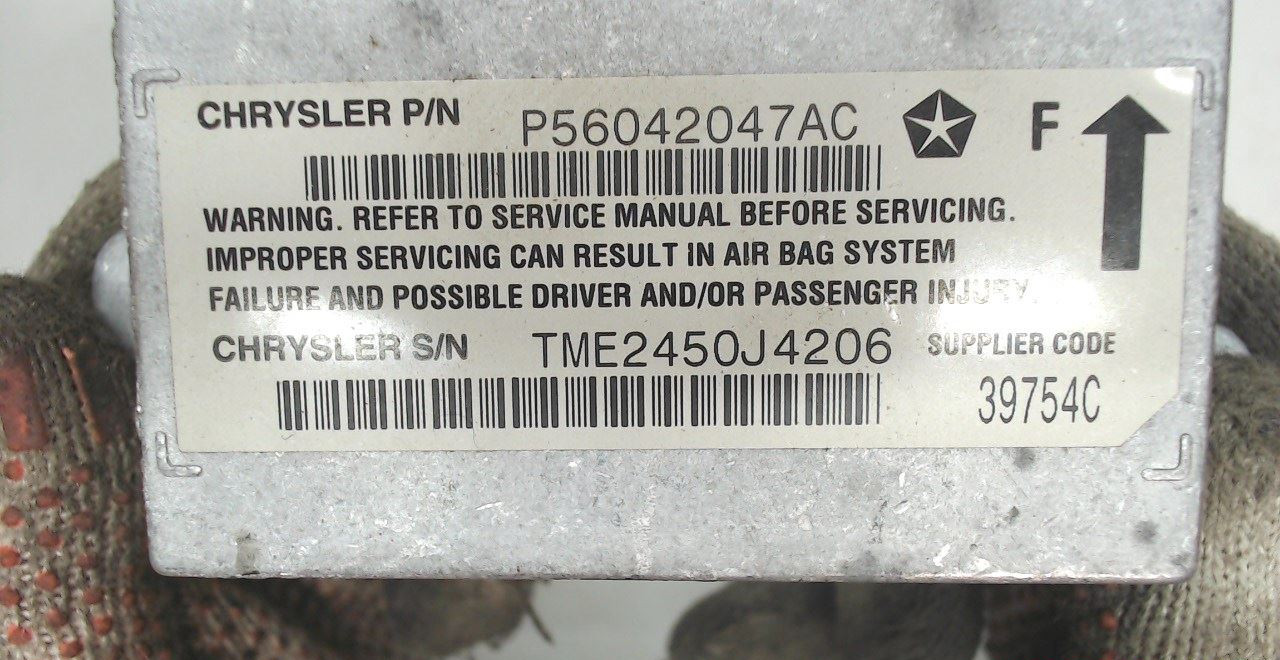 CHRYSLER P/N P56042047AC F
WARNING. REFER TO SERVICE MANUAL BEFORE SERVICING.
IMPROPER SERVICING CAN RESULT IN AIR BAG SYSTEM
FAILURE AND POSSIBLE DRIVER AND/OR PASSENGER INJURY.
CHRYSLER S/N TME2450J4206 SUPPLIER CODE
39754C